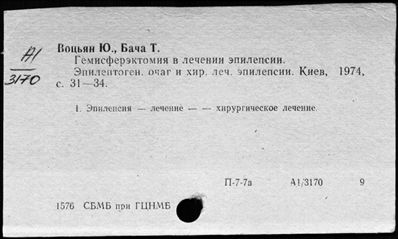 А1
3170
Воцьян Ю., Бача Т.
Гемисферэктомия в лечении эпилепсии.
Эпилептоген. очаг и хир. леч. эпилепсии. Киев, 1974,
с. 31—34.
1. Эпилепсия — лечение — — хирургическое лечение.
П-7-7а А1/3170 9
1576 СБМБ при ГЦНМБ